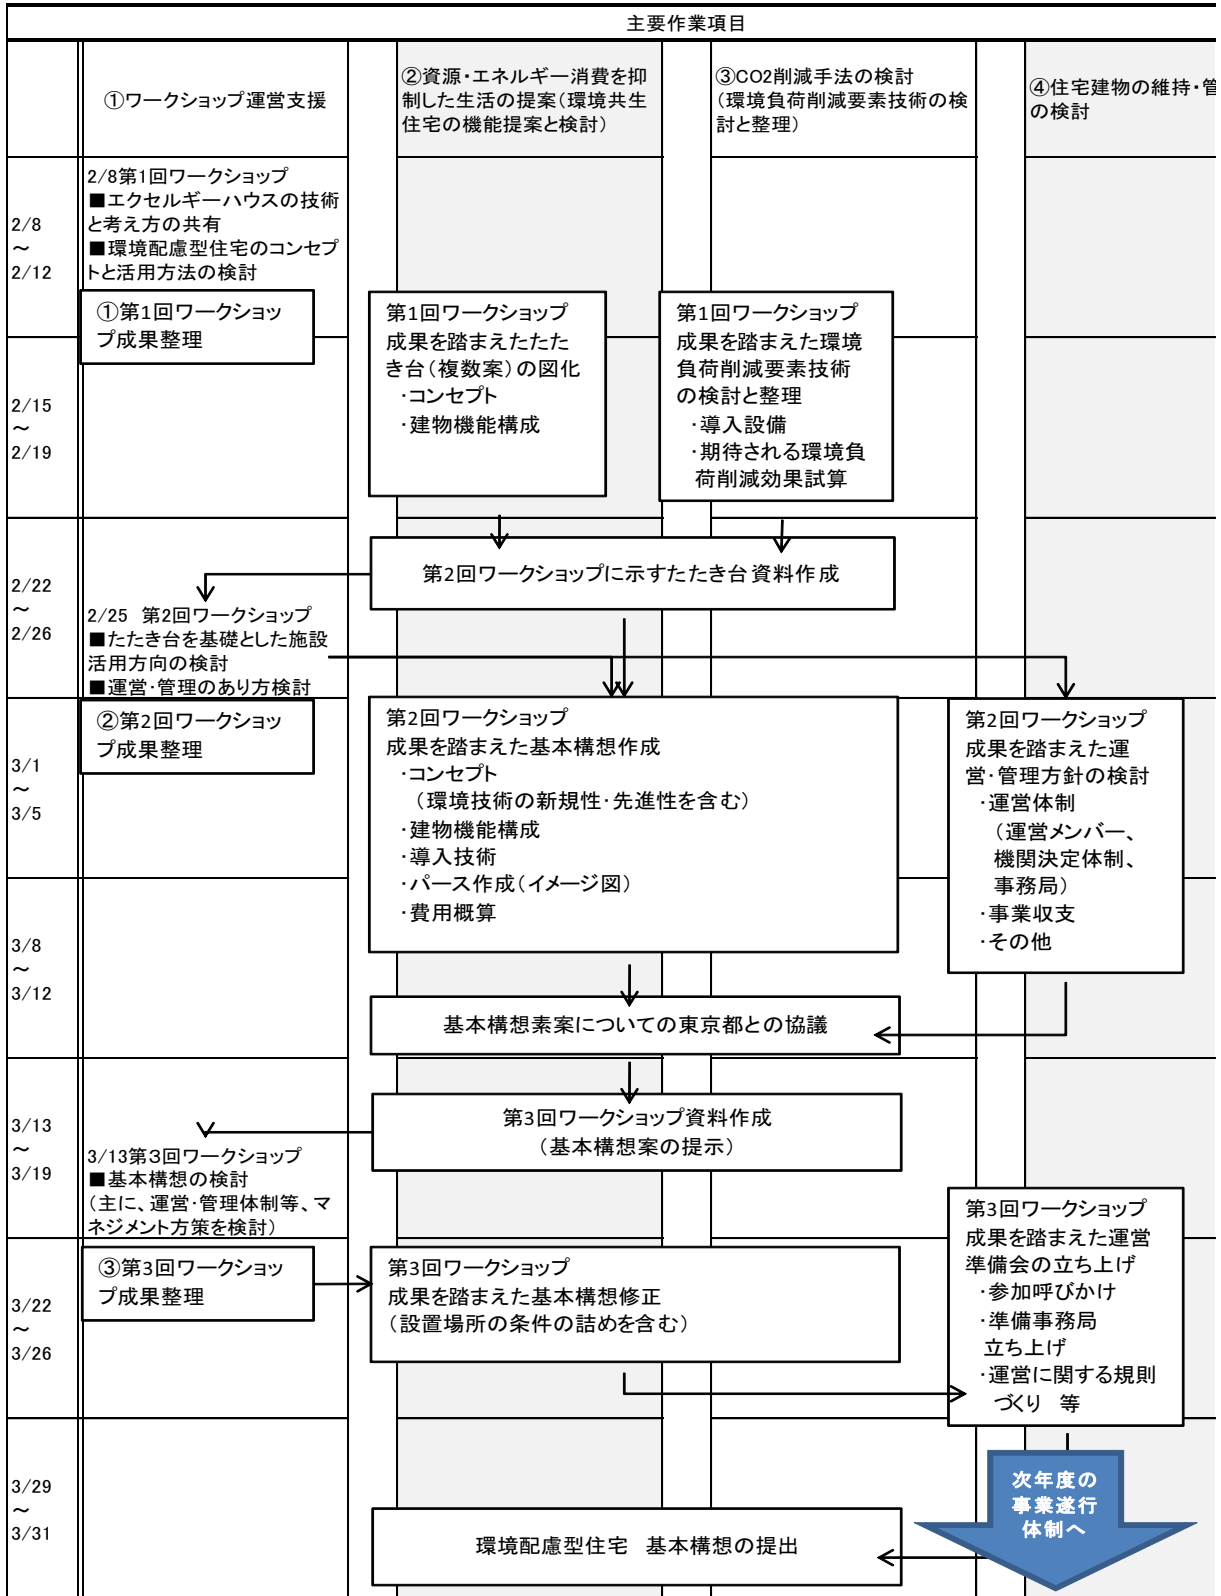 主要作業項目
①ワークショップ運営支援
②資源・エネルギー消費を抑
制した生活の提案（環境共生
住宅の機能提案と検討）
③CO2削減手法の検討
（環境負荷削減要素技術の検
討と整理）
④住宅建物の維持・管
の検討
2/8
～
2/12
2/8第1回ワークショップ
■エクセルギーハウスの技術
と考え方の共有
■環境配慮型住宅のコンセプ
トと活用方法の検討
①第1回ワークショッ
プ成果整理
第1回ワークショップ
成果を踏まえたたた
き台（複数案）の図化
・コンセプト
・建物機能構成
第1回ワークショップ
成果を踏まえた環境
負荷削減要素技術
の検討と整理
・導入設備
・期待される環境負
荷削減効果試算
2/15
～
2/19
2/22
～
2/26
第2回ワークショップに示すたたき台資料作成
2/25 第2回ワークショップ
■たたき台を基礎とした施設
活用方向の検討
■運営・管理のあり方検討
②第2回ワークショッ
プ成果整理
3/1
～
3/5
第2回ワークショップ
成果を踏まえた基本構想作成
・コンセプト
（環境技術の新規性・先進性を含む）
・建物機能構成
・導入技術
・パース作成（イメージ図）
・費用概算
第2回ワークショップ
成果を踏まえた運
営・管理方針の検討
・運営体制
（運営メンバー、
機関決定体制、
事務局）
・事業収支
・その他
3/8
～
3/12
基本構想素案についての東京都との協議
3/13
～
3/19
第3回ワークショップ資料作成
（基本構想案の提示）
3/13第3回ワークショップ
■基本構想の検討
（主に、運営・管理体制等、マ
ネジメント方策を検討）
③第3回ワークショッ
プ成果整理
3/22
～
3/26
第3回ワークショップ
成果を踏まえた基本構想修正
（設置場所の条件の詰めを含む）
第3回ワークショップ
成果を踏まえた運営
準備会の立ち上げ
・参加呼びかけ
・準備事務局
立ち上げ
・運営に関する規則
づくり 等
3/29
～
3/31
次年度の
事業遂行
体制へ
環境配慮型住宅 基本構想の提出